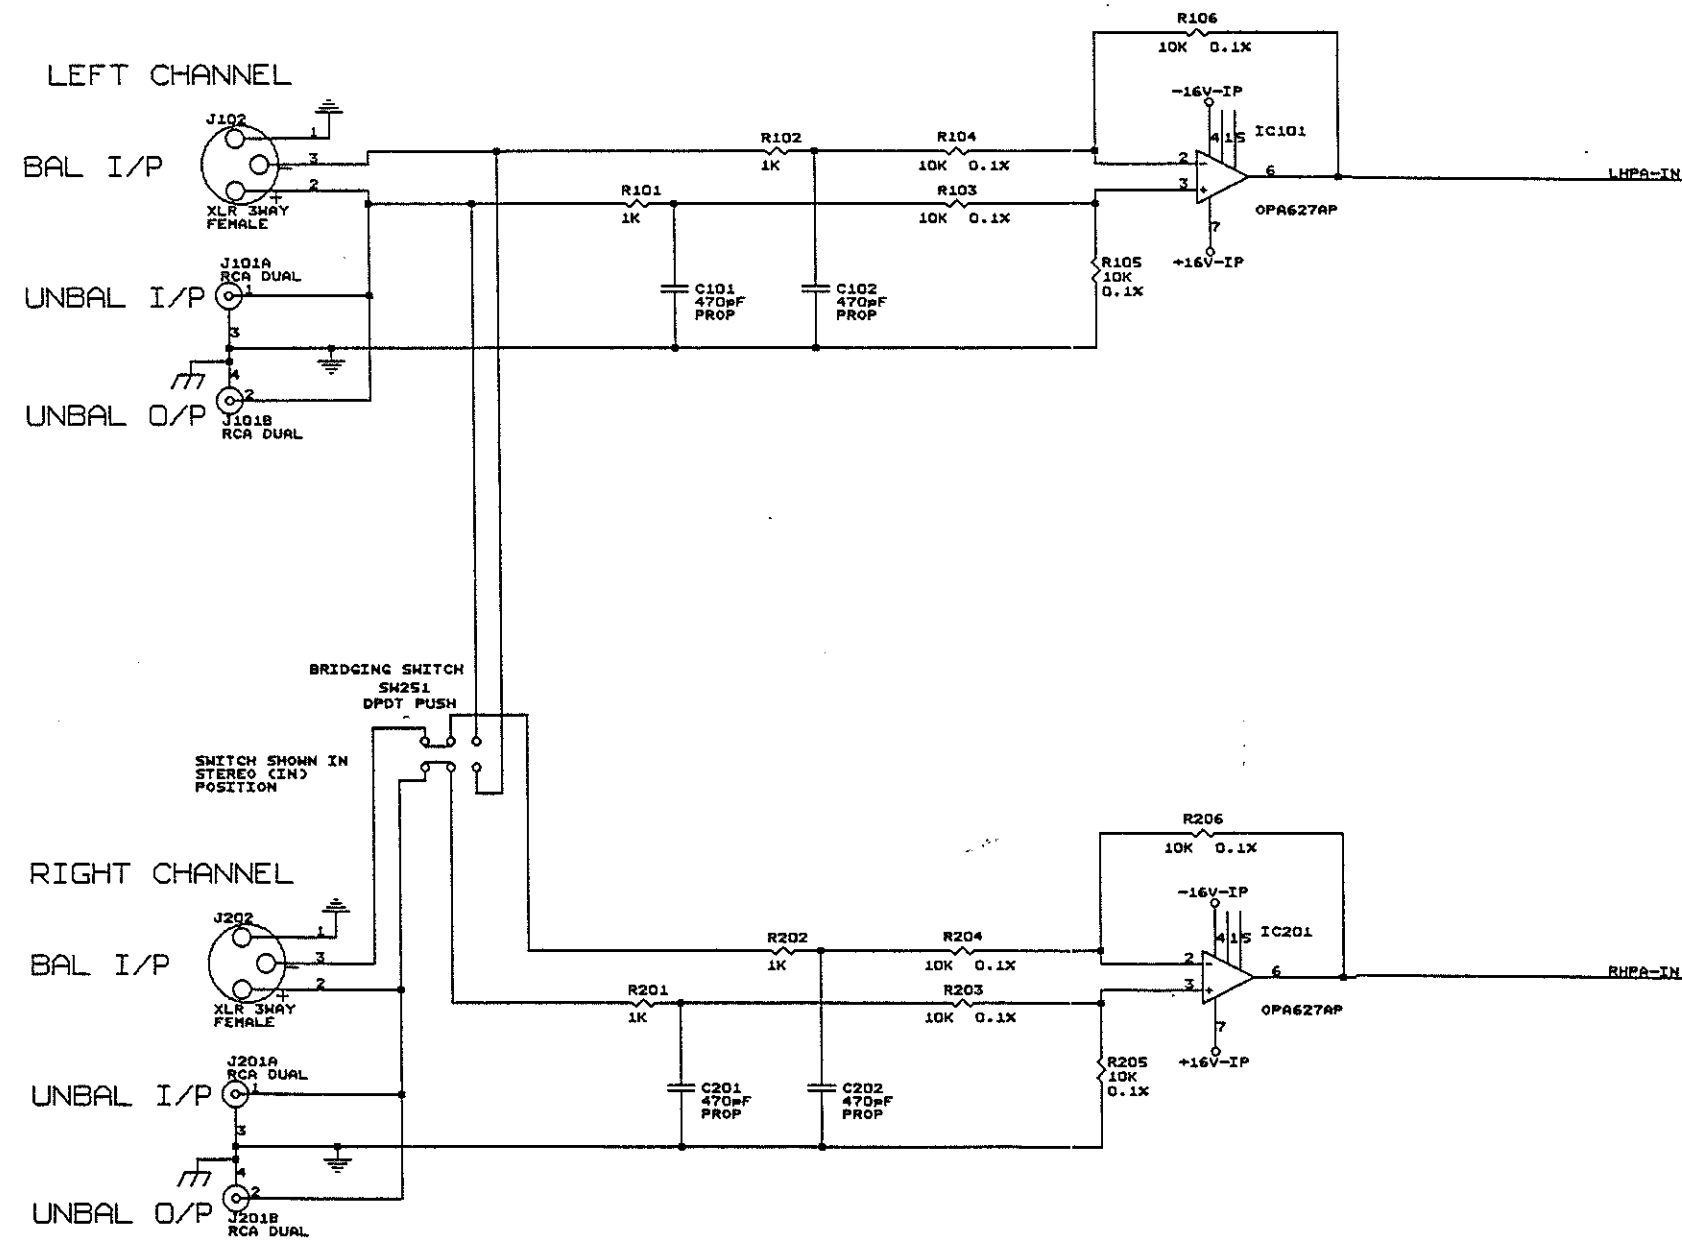 LEFT CHANNEL
J102
1
3
-
2
+
BAL I/P
XLR 3WAY
FEMALE
J101A
RCA DUAL
UNBAL I/P
1
3
4
2
UNBAL O/P
J101B
RCA DUAL
R102
1K
R104
10K 0.1%
R101
1K
R103
10K 0.1%
C101
470pF
PROP
C102
470pF
PROP
R105
10K
0.1%
R106
10K 0.1%
-16V-IP
4 1 5
IC101
2
-
3
+
6
OPA627AP
7
+16V-IP
LHPA-IN
BRIDGING SWITCH
SW251
DPDT PUSH
SWITCH SHOWN IN
STEREO (IN)
POSITION
RIGHT CHANNEL
J202
1
3
-
2
+
BAL I/P
XLR 3WAY
FEMALE
J201A
RCA DUAL
UNBAL I/P
1
3
4
2
UNBAL O/P
J201B
RCA DUAL
R202
1K
R204
10K 0.1%
R201
1K
R203
10K 0.1%
C201
470pF
PROP
C202
470pF
PROP
R205
10K
0.1%
R206
10K 0.1%
-16V-IP
4 1 5
IC201
2
-
3
+
6
OPA627AP
7
+16V-IP
RHPA-IN